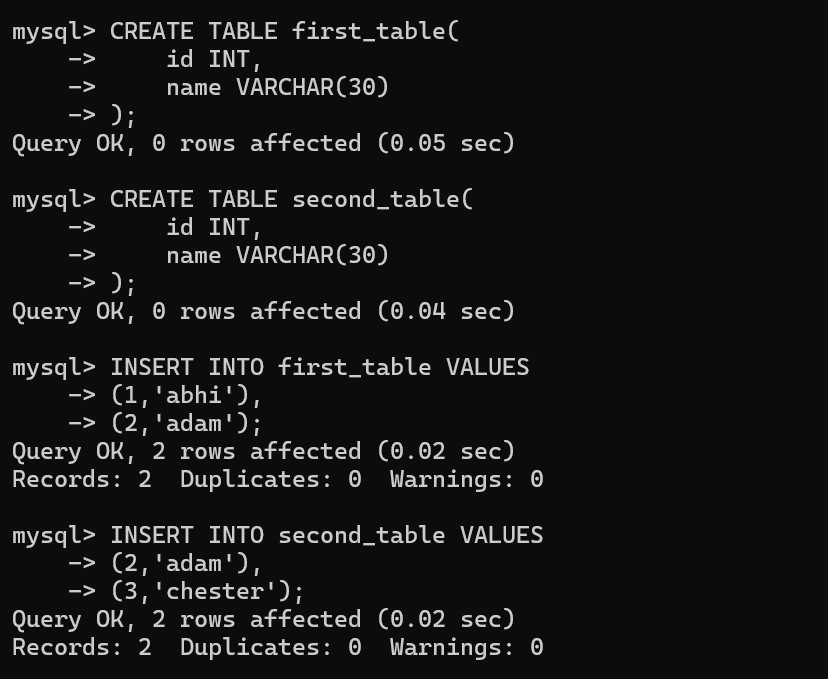 mysql> CREATE TABLE first_table(
    ->     id INT,
    ->     name VARCHAR(30)
    -> );
Query OK, 0 rows affected (0.05 sec)

mysql> CREATE TABLE second_table(
    ->     id INT,
    ->     name VARCHAR(30)
    -> );
Query OK, 0 rows affected (0.04 sec)

mysql> INSERT INTO first_table VALUES
    -> (1,'abhi'),
    -> (2,'adam');
Query OK, 2 rows affected (0.02 sec)
Records: 2  Duplicates: 0  Warnings: 0

mysql> INSERT INTO second_table VALUES
    -> (2,'adam'),
    -> (3,'chester');
Query OK, 2 rows affected (0.02 sec)
Records: 2  Duplicates: 0  Warnings: 0